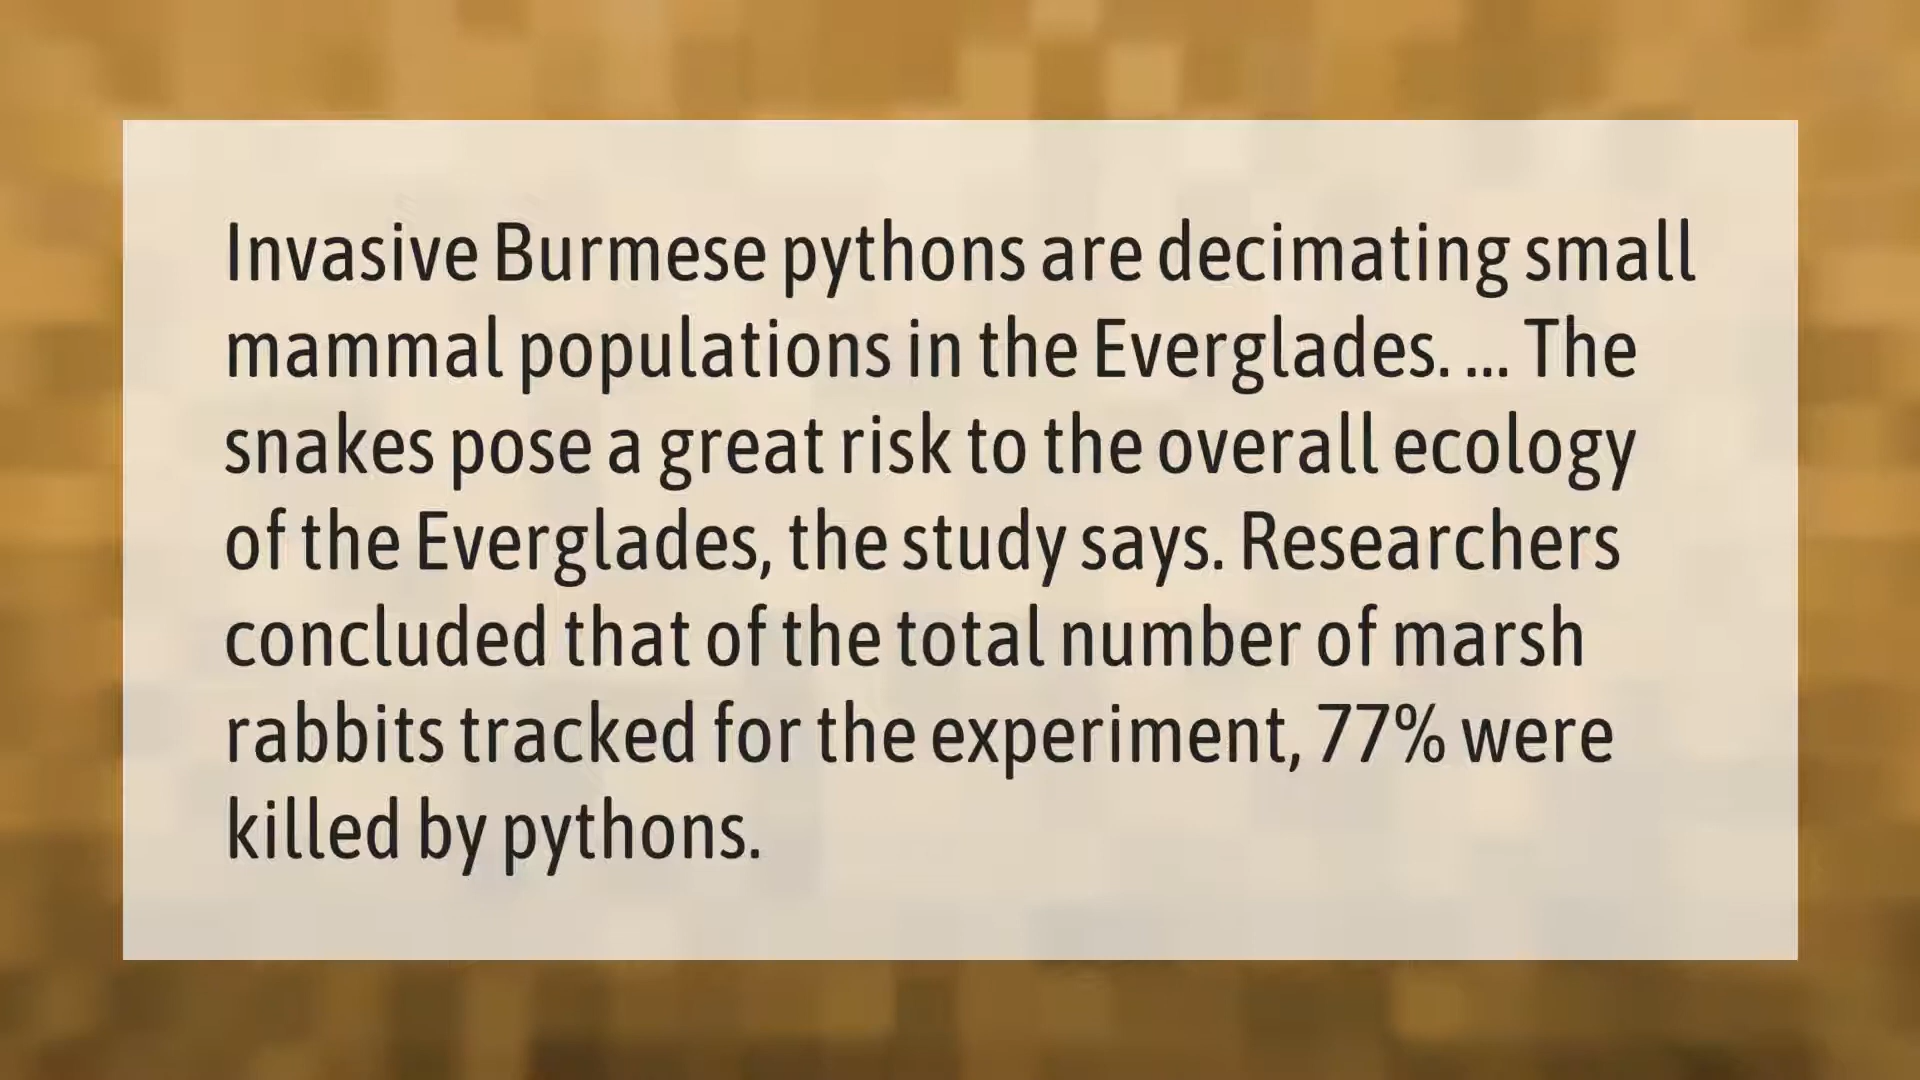 Invasive Burmese pythons are decimating small
mammal populations in the Everglades. ... The
snakes pose a great risk to the overall ecology
of the Everglades, the study says. Researchers
concluded that of the total number of marsh
rabbits tracked for the experiment, 77% were
killed by pythons.